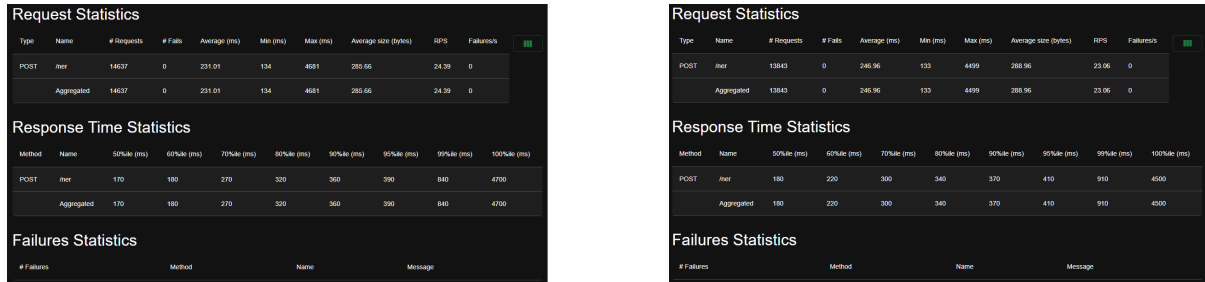 Request Statistics
Type Name # Requests # Fails Average (ms) Min (ms) Max (ms) Average size (bytes) RPS Failures/s
POST /ner 14637 0 231.01 134 4681 285.66 24.39 0
Aggregated 14637 0 231.01 134 4681 285.66 24.39 0
Response Time Statistics
Method Name 50%ile (ms) 60%ile (ms) 70%ile (ms) 80%ile (ms) 90%ile (ms) 95%ile (ms) 99%ile (ms) 100%ile (ms)
POST /ner 170 180 270 320 360 390 840 4700
Aggregated 170 180 270 320 360 390 840 4700
Failures Statistics
# Failures Method Name Message
Request Statistics
Type Name # Requests # Fails Average (ms) Min (ms) Max (ms) Average size (bytes) RPS Failures/s
POST /ner 13843 0 246.96 133 4499 288.96 23.06 0
Aggregated 13843 0 246.96 133 4499 288.96 23.06 0
Response Time Statistics
Method Name 50%ile (ms) 60%ile (ms) 70%ile (ms) 80%ile (ms) 90%ile (ms) 95%ile (ms) 99%ile (ms) 100%ile (ms)
POST /ner 180 220 300 340 370 410 910 4500
Aggregated 180 220 300 340 370 410 910 4500
Failures Statistics
# Failures Method Name Message